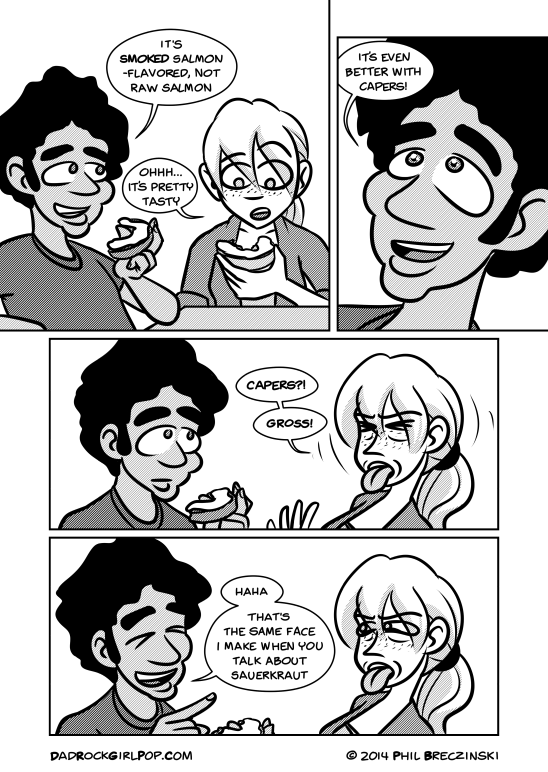 IT'S
SMOKED SALMON
-FLAVORED, NOT
RAW SALMON
OHHH...
IT'S PRETTY
TASTY
IT'S EVEN
BETTER WITH
CAPERS!
CAPERS?!
GROSS!
HAHA
THAT'S
THE SAME FACE
I MAKE WHEN YOU
TALK ABOUT
SAUERKRAUT
DADROCKGIRLPOP.COM
© 2014 PHIL BRECZINSKI